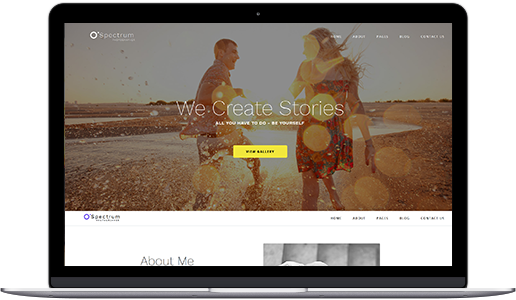 Spectrum
HOME ABOUT PAGES BLOG CONTACT US
We Create Stories
ALL YOU HAVE TO DO - BE YOURSELF
VIEW GALLERY
Spectrum
HOME ABOUT PAGES BLOG CONTACT US
About Me